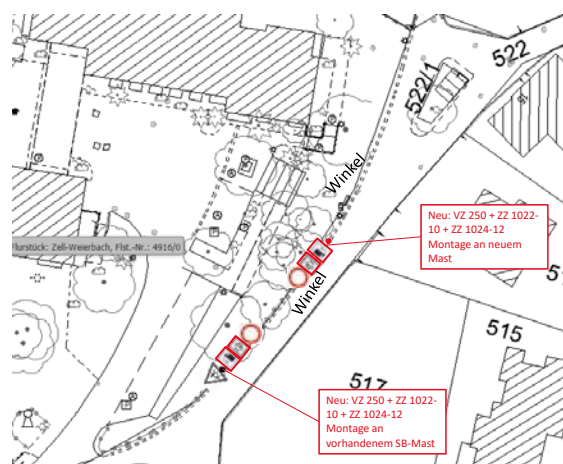 522
522/1
Winkel
Neu: VZ 250 + ZZ 1022-
10 + ZZ 1024-12
Montage an neuem
Mast
Flurstück: Zell-Weierbach, Flst.-Nr.: 4916/0
Winkel
515
517
Neu: VZ 250 + ZZ 1022-
10 + ZZ 1024-12
Montage an
vorhandenem SB-Mast